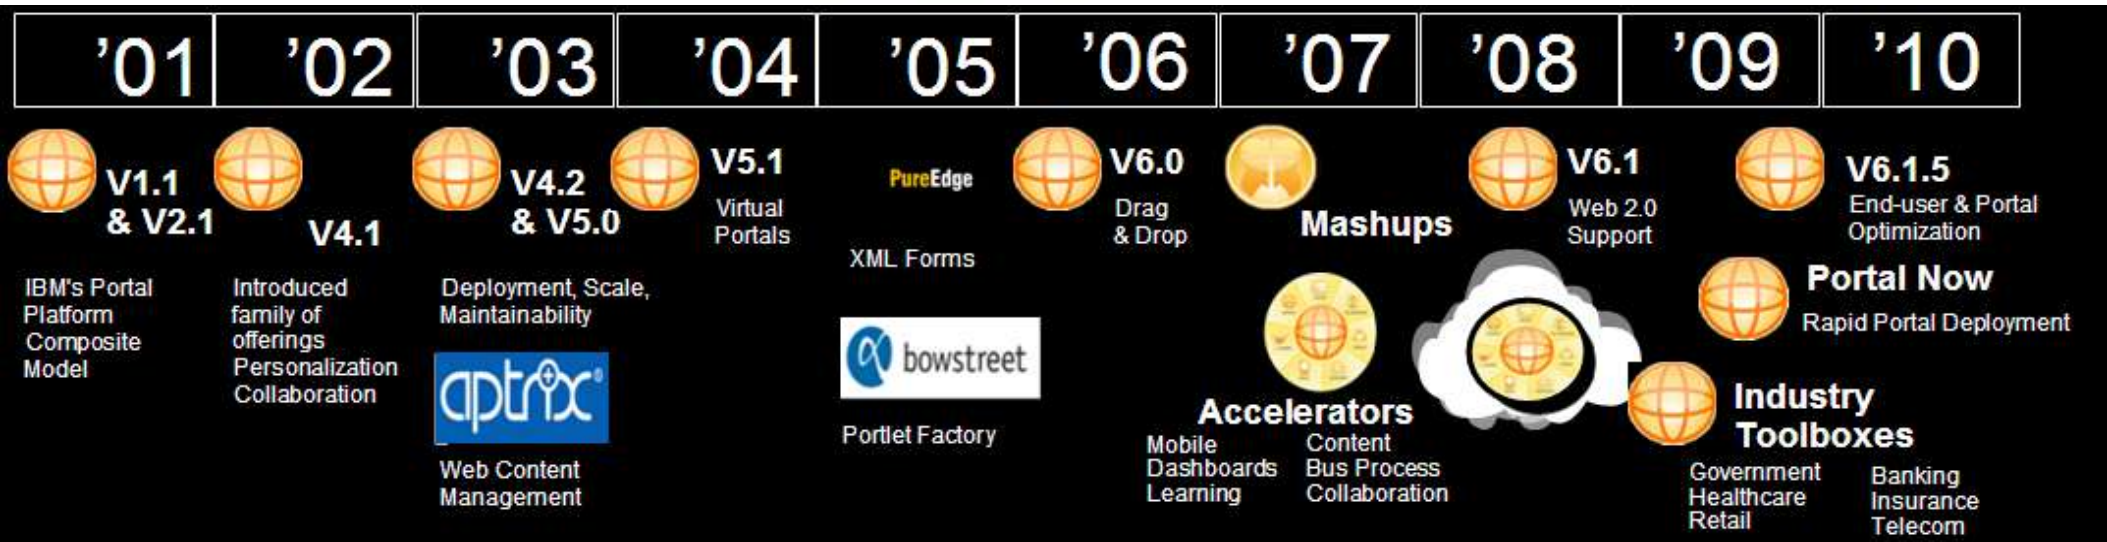 ’01
’02
’03
’04
’05
’06
’07
’08
’09
’10
V1.1
& V2.1
IBM's Portal
Platform
Composite
Model
V4.1
Introduced
family of
offerings
Personalization
Collaboration
V4.2
& V5.0
Deployment, Scale,
Maintainability
aptrix®
Web Content
Management
V5.1
Virtual
Portals
PureEdge
XML Forms
bowstreet
Portlet Factory
V6.0
Drag
& Drop
Mashups
Accelerators
Mobile
Dashboards
Learning
Content
Bus Process
Collaboration
V6.1
Web 2.0
Support
V6.1.5
End-user & Portal
Optimization
Portal Now
Rapid Portal Deployment
Industry
Toolboxes
Government
Healthcare
Retail
Banking
Insurance
Telecom